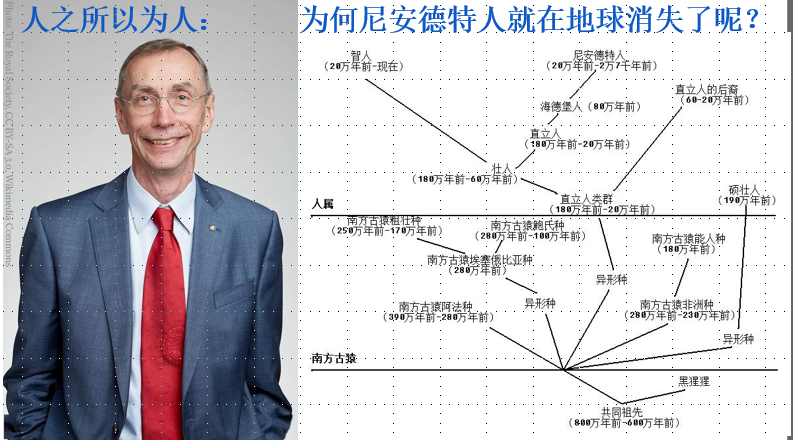 人之所以为人： 为何尼安德特人就在地球消失了呢？
Photo: The Royal Society, CC BY-SA 3.0, Wikimedia Commons
智人
（20万年前-现在）
尼安德特人
（20万年前-2万7千年前）
直立人的后裔
（60-20万年前）
海德堡人（80万年前）
直立人
（180万年前-20万年前）
壮人
（180万年前-60万年前）
硕壮人
（190万年前）
直立人类群
（180万年前-20万年前）
人属
南方古猿粗壮种
（250万年前-170万年前）
南方古猿鲍氏种
（280万年前-100万年前）
南方古猿能人种
（180万年前）
南方古猿埃塞俄比亚种
（280万年前）
异形种
异形种
南方古猿阿法种
（390万年前-280万年前）
南方古猿非洲种
（280万年前-230万年前）
异形种
南方古猿
黑猩猩
共同祖先
（800万年前-600万年前）